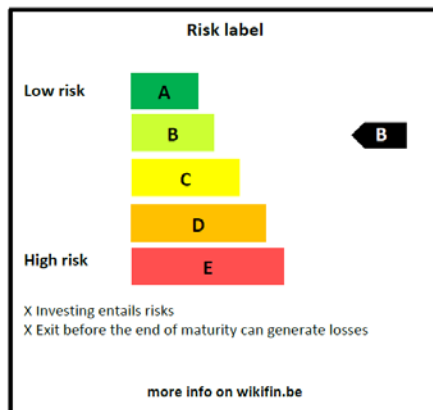 Risk label
Low risk
A
B
B
C
D
High risk
E
X Investing entails risks
X Exit before the end of maturity can generate losses
more info on wikifin.be